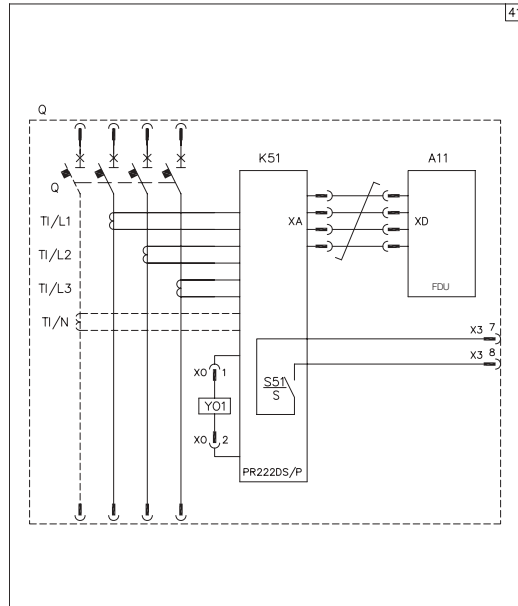 41
Q
K51
A11
Q
XA
XD
TI/L1
TI/L2
TI/L3
FDU
TI/N
X3 7
X3 8
X0 1
S51
S
Y01
X0 2
PR222DS/P